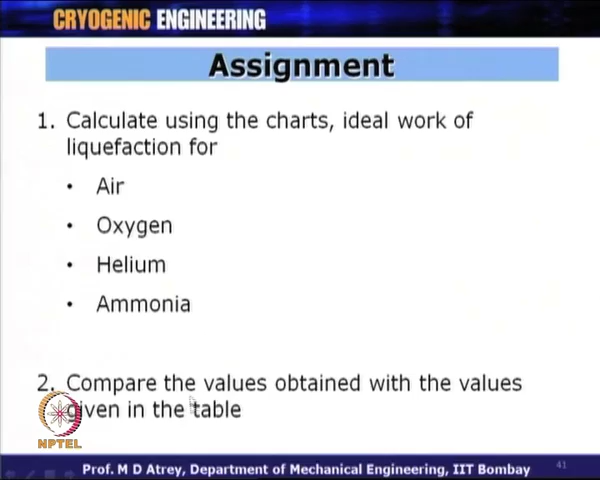 CRYOGENIC ENGINEERING
Assignment
1. Calculate using the charts, ideal work of
liquefaction for
• Air
• Oxygen
• Helium
• Ammonia
2. Compare the values obtained with the values
given in the table
NPTEL
Prof. M D Atrey, Department of Mechanical Engineering, IIT Bombay
41